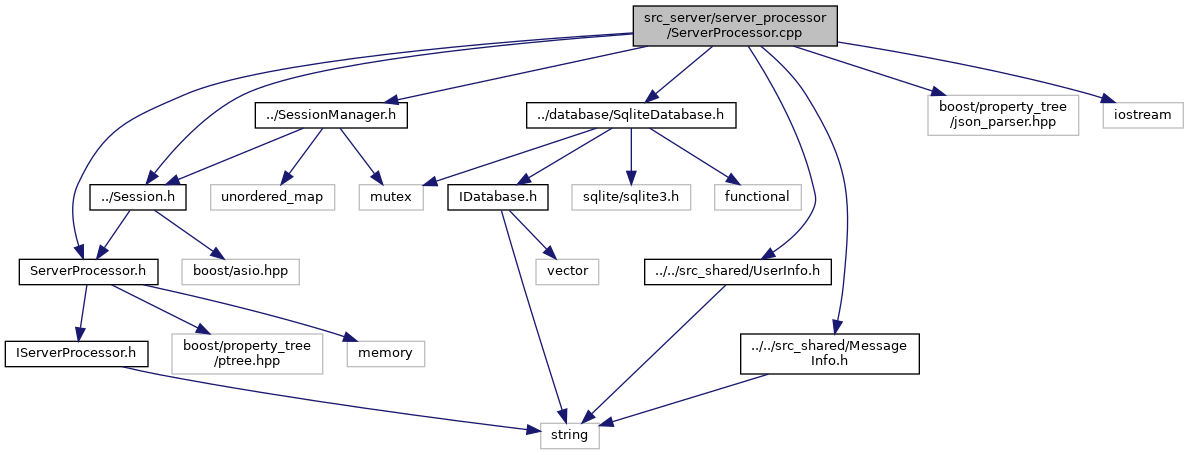 src_server/server_processor
/ServerProcessor.cpp
../SessionManager.h
../database/SqliteDatabase.h
boost/property_tree
/json_parser.hpp
iostream
../Session.h
unordered_map
mutex
IDatabase.h
sqlite/sqlite3.h
functional
ServerProcessor.h
boost/asio.hpp
vector
../../src_shared/UserInfo.h
IServerProcessor.h
boost/property_tree
/ptree.hpp
memory
../../src_shared/Message
Info.h
string